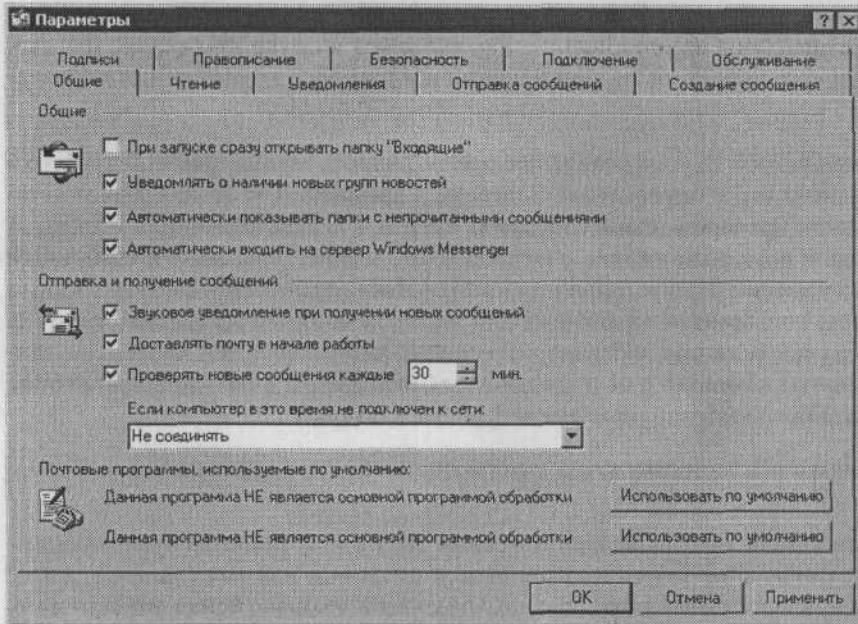 Параметры
Подписи Правописание Безопасность Подключение Обслуживание
Общие Чтение Уведомления Отправка сообщений Создание сообщения
Общие
При запуске сразу открывать папку "Входящие"
Уведомлять о наличии новых групп новостей
Автоматически показывать папки с непрочитанными сообщениями
Автоматически входить на сервер Windows Messenger
Отправка и получение сообщений
Звуковое уведомление при получении новых сообщений
Доставлять почту в начале работы
Проверять новые сообщения каждые 30 мин.
Если компьютер в это время не подключен к сети:
Не соединять
Почтовые программы, используемые по умолчанию:
Данная программа НЕ является основной программой обработки Использовать по умолчанию
Данная программа НЕ является основной программой обработки Использовать по умолчанию
OK Отмена Применить